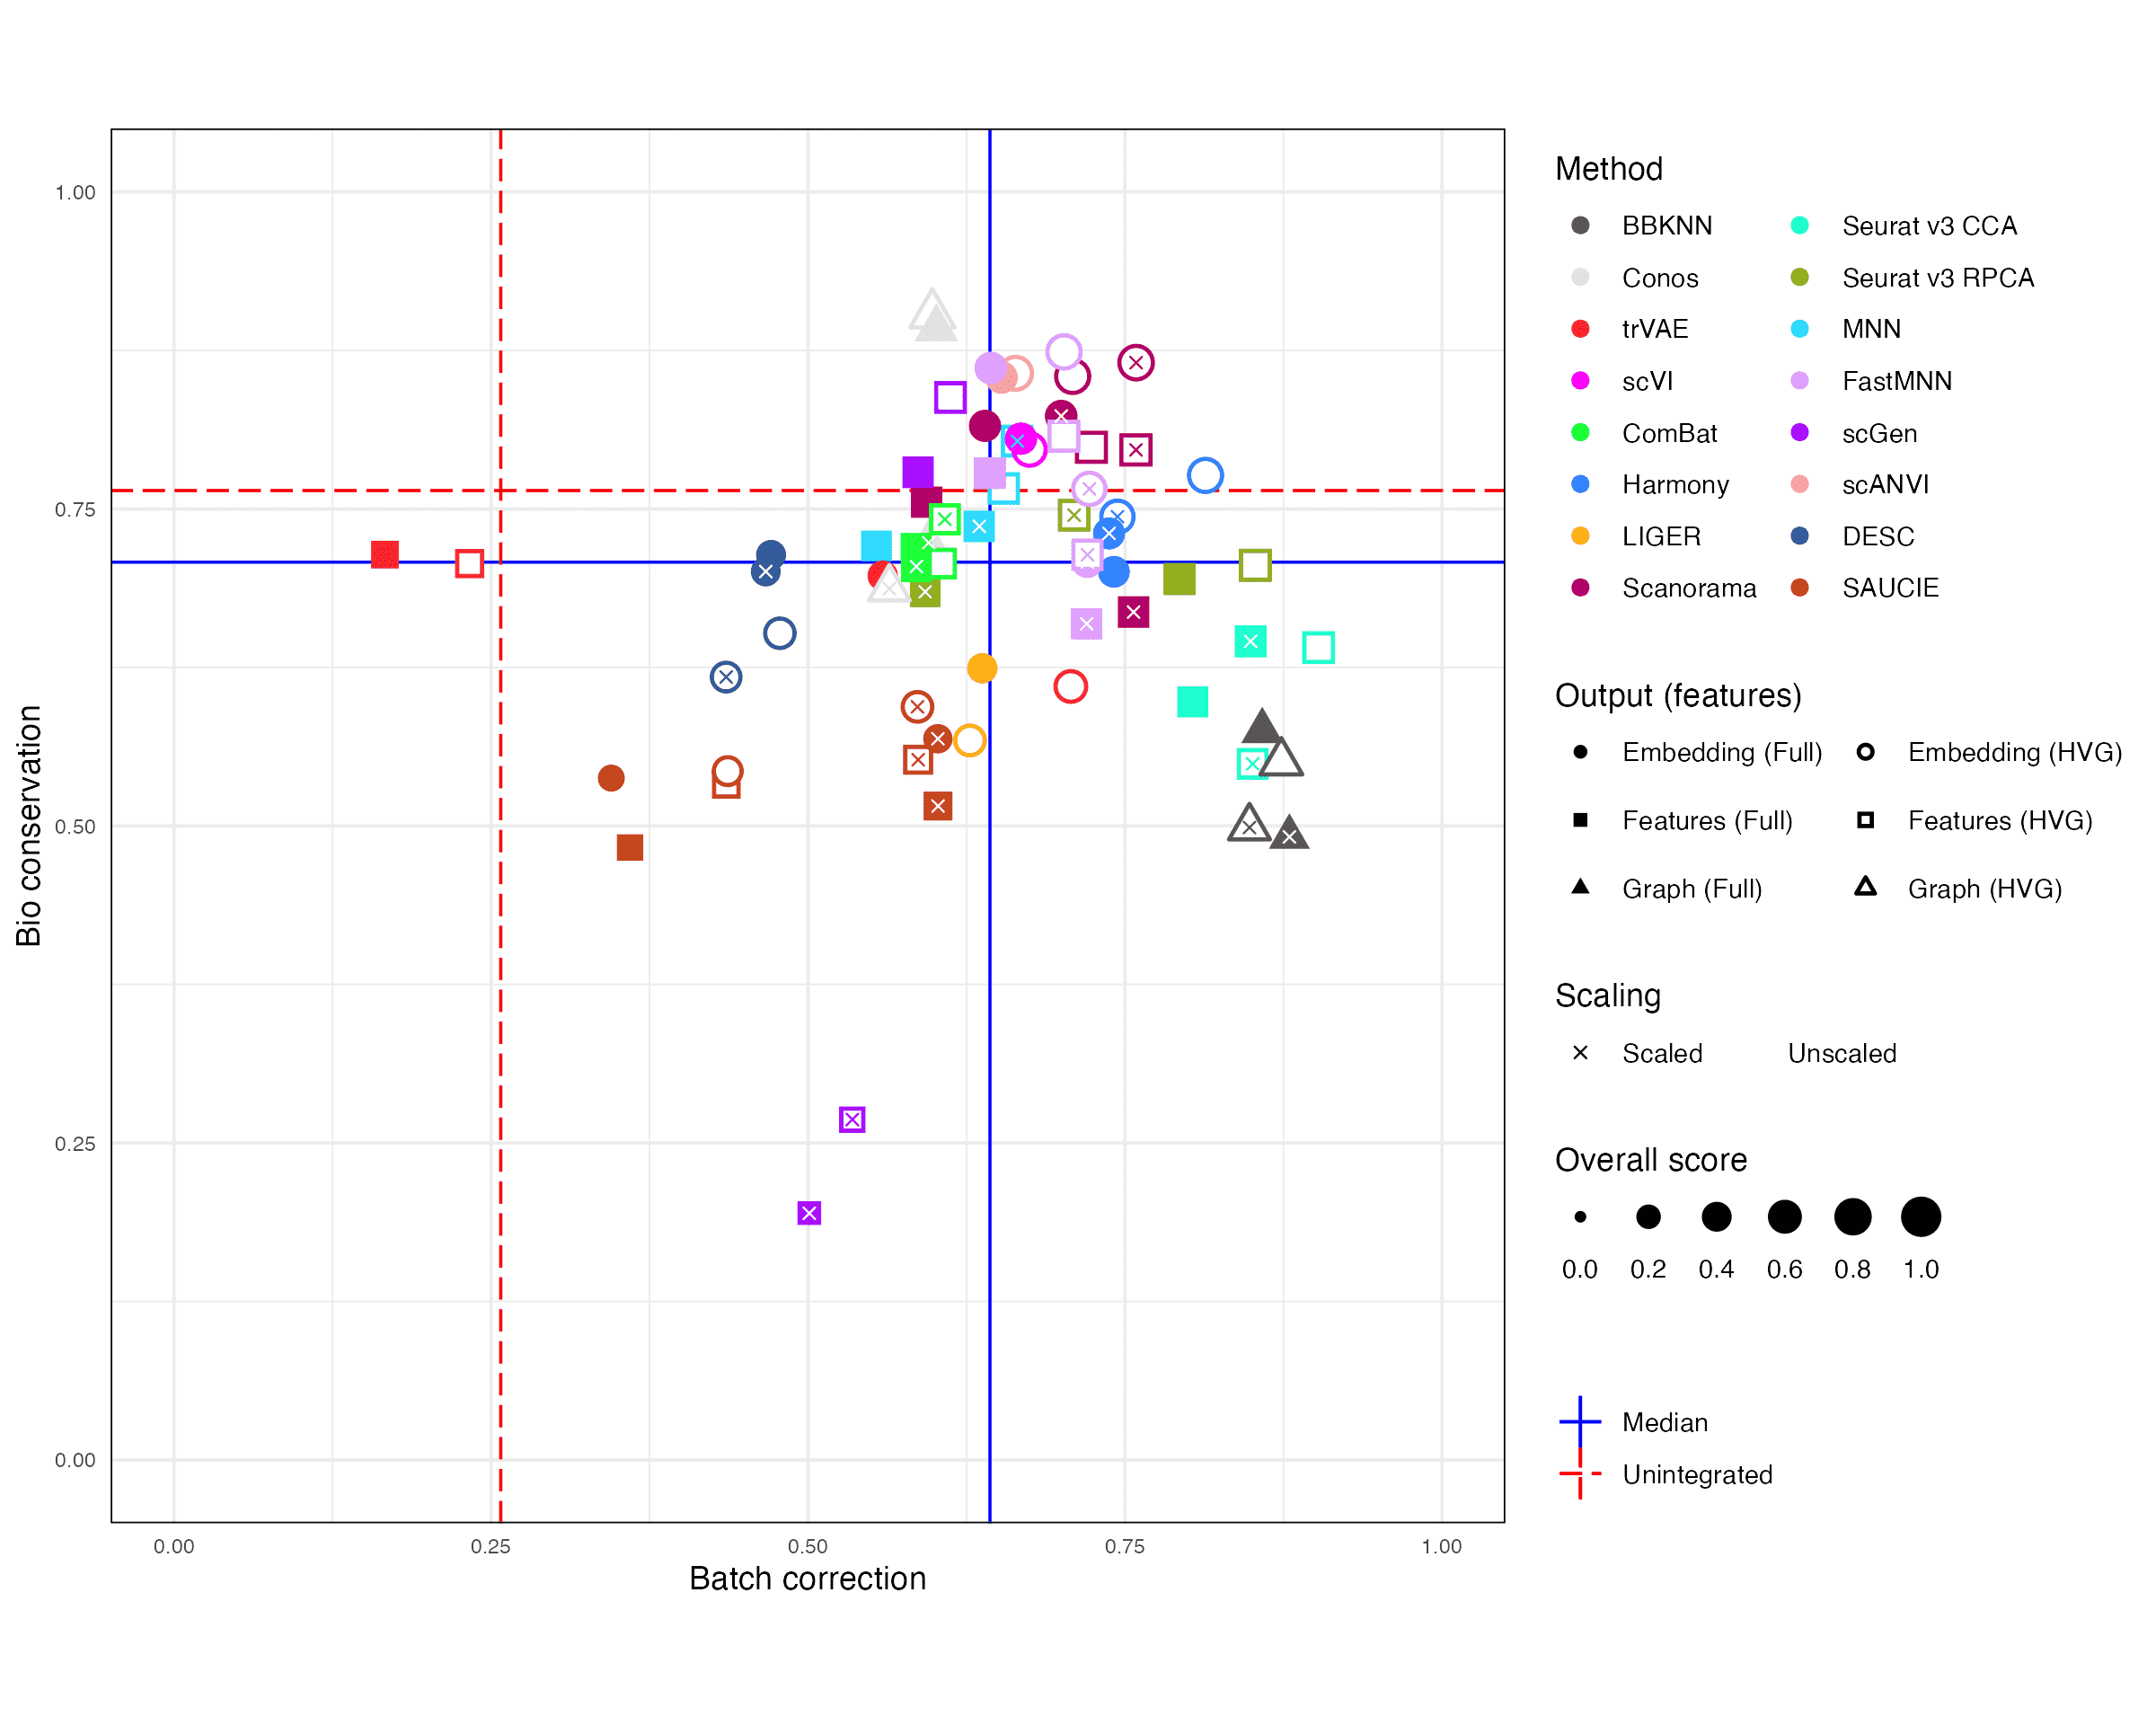 1.00
0.75
0.50
0.25
0.00
Bio conservation
0.00 0.25 0.50 0.75 1.00
Batch correction
Method
BBKNN Seurat v3 CCA
Conos Seurat v3 RPCA
trVAE MNN
scVI FastMNN
ComBat scGen
Harmony scANVI
LIGER DESC
Scanorama SAUCIE
Output (features)
Embedding (Full) Embedding (HVG)
Features (Full) Features (HVG)
Graph (Full) Graph (HVG)
Scaling
Scaled Unscaled
Overall score
0.0 0.2 0.4 0.6 0.8 1.0
Median
Unintegrated